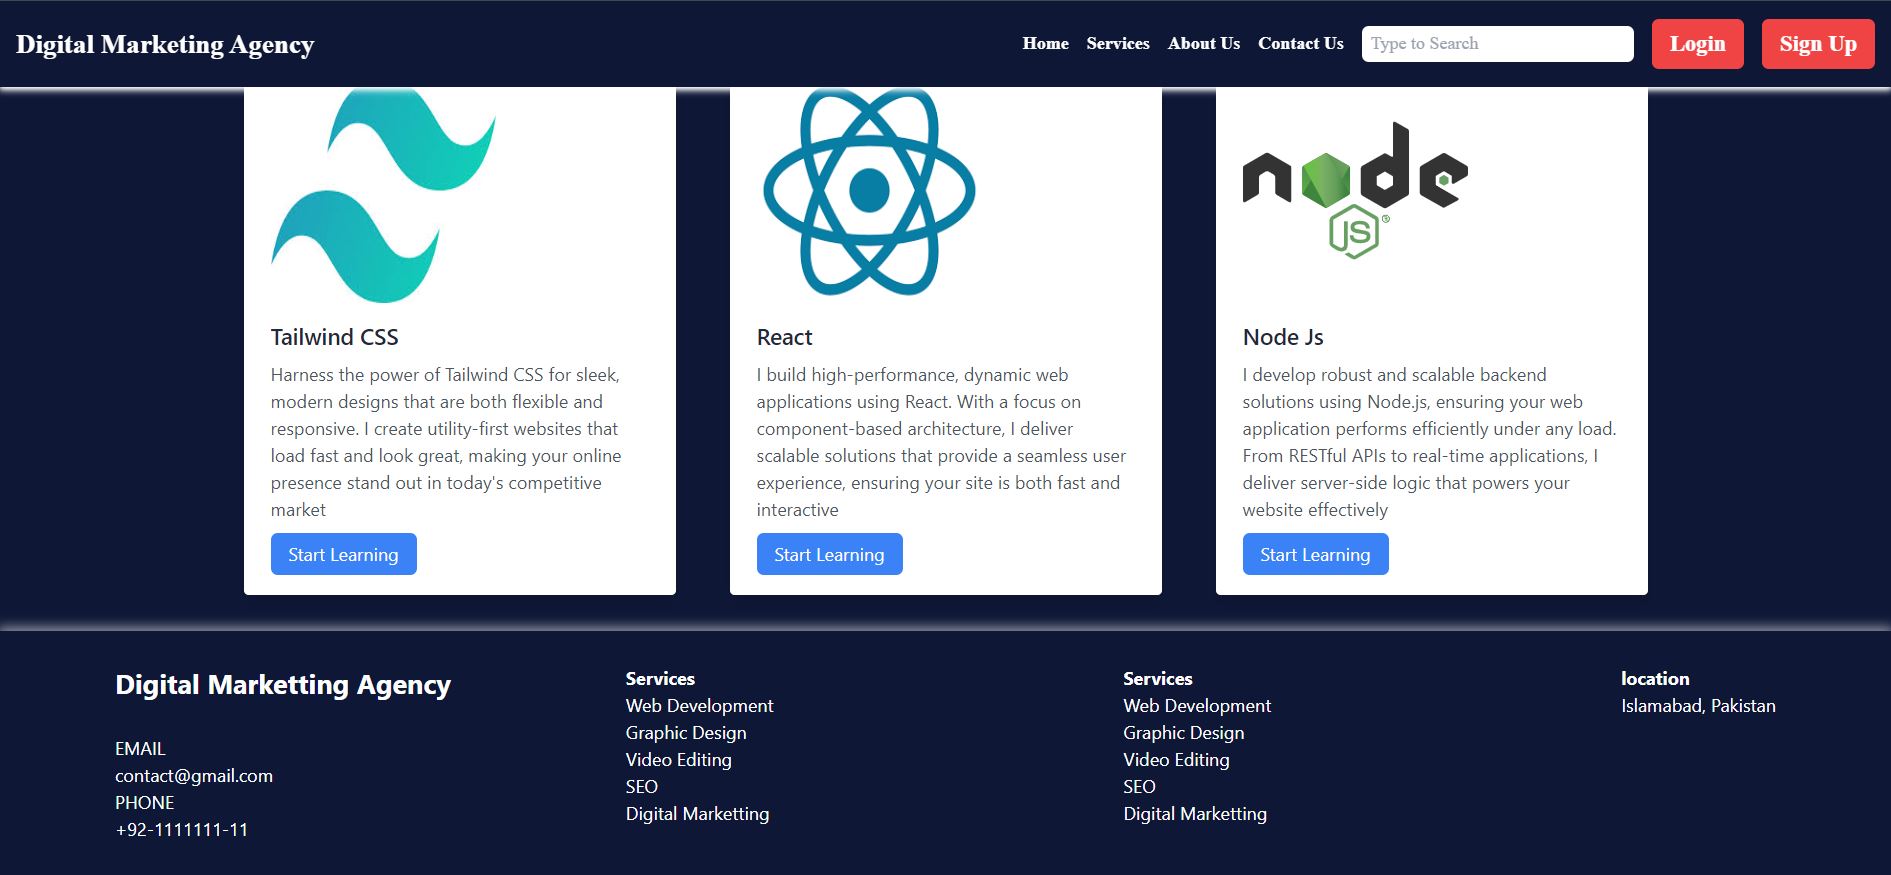 Digital Marketing Agency
Home Services About Us Contact Us Type to Search Login Sign Up
node
JS®
Tailwind CSS
Harness the power of Tailwind CSS for sleek,
modern designs that are both flexible and
responsive. I create utility-first websites that
load fast and look great, making your online
presence stand out in today's competitive
market
Start Learning
React
I build high-performance, dynamic web
applications using React. With a focus on
component-based architecture, I deliver
scalable solutions that provide a seamless user
experience, ensuring your site is both fast and
interactive
Start Learning
Node Js
I develop robust and scalable backend
solutions using Node.js, ensuring your web
application performs efficiently under any load.
From RESTful APIs to real-time applications, I
deliver server-side logic that powers your
website effectively
Start Learning
Digital Marketting Agency
EMAIL
contact@gmail.com
PHONE
+92-1111111-11
Services
Web Development
Graphic Design
Video Editing
SEO
Digital Marketting
Services
Web Development
Graphic Design
Video Editing
SEO
Digital Marketting
location
Islamabad, Pakistan